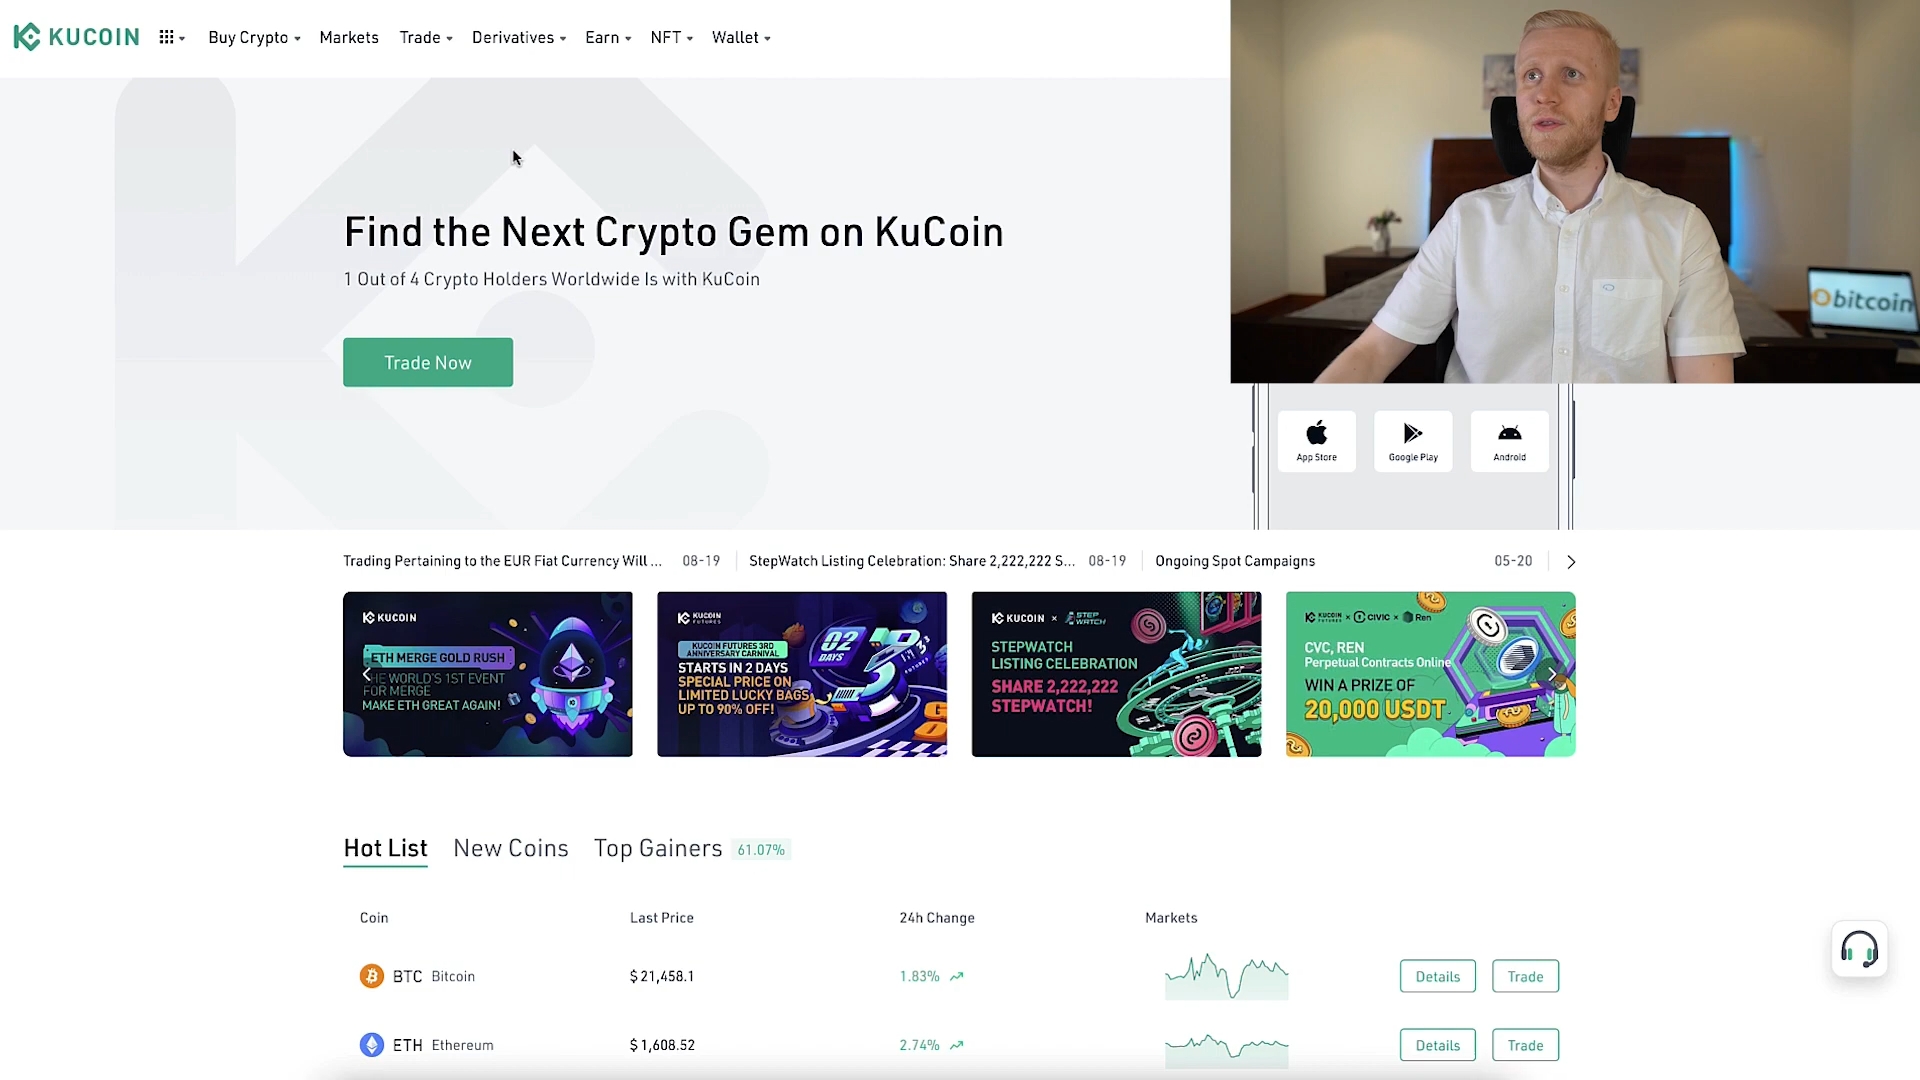 KUCOIN
Buy Crypto
Markets
Trade
Derivatives
Earn
NFT
Wallet
bitcoin
Find the Next Crypto Gem on KuCoin
1 Out of 4 Crypto Holders Worldwide Is with KuCoin
Trade Now
App Store
Google Play
Android
Trading Pertaining to the EUR Fiat Currency Will ... 08-19
StepWatch Listing Celebration: Share 2,222,222 S... 08-19
Ongoing Spot Campaigns 05-20
KUCOIN
ETH MERGE GOLD RUSH
THE WORLD'S 1ST EVENT
FOR MERGE
MAKE ETH GREAT AGAIN!
KUCOIN
FUTURES
KUCOIN FUTURES 3RD
ANNIVERSARY CARNIVAL
STARTS IN 2 DAYS
SPECIAL PRICE ON
LIMITED LUCKY BAGS
UP TO 90% OFF!
02
DAYS
KUCOIN × STEP WATCH
STEPWATCH
LISTING CELEBRATION
SHARE 2,222,222
STEPWATCH!
KUCOIN FUTURES × CIVIC × Ren
CVC, REN
Perpetual Contracts Online
WIN A PRIZE OF
20,000 USDT
Hot List
New Coins
Top Gainers 61.07%
Coin Last Price 24h Change Markets
BTC Bitcoin $ 21,458.1 1.83% Details Trade
ETH Ethereum $ 1,608.52 2.74% Details Trade